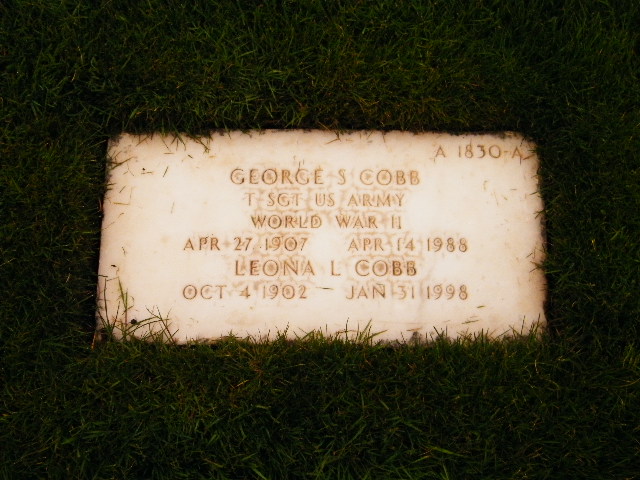 A 1830-A
GEORGE S COBB
T SGT US ARMY
WORLD WAR II
APR 27 1907 APR 14 1988
LEONA L COBB
OCT 4 1902 JAN 31 1998